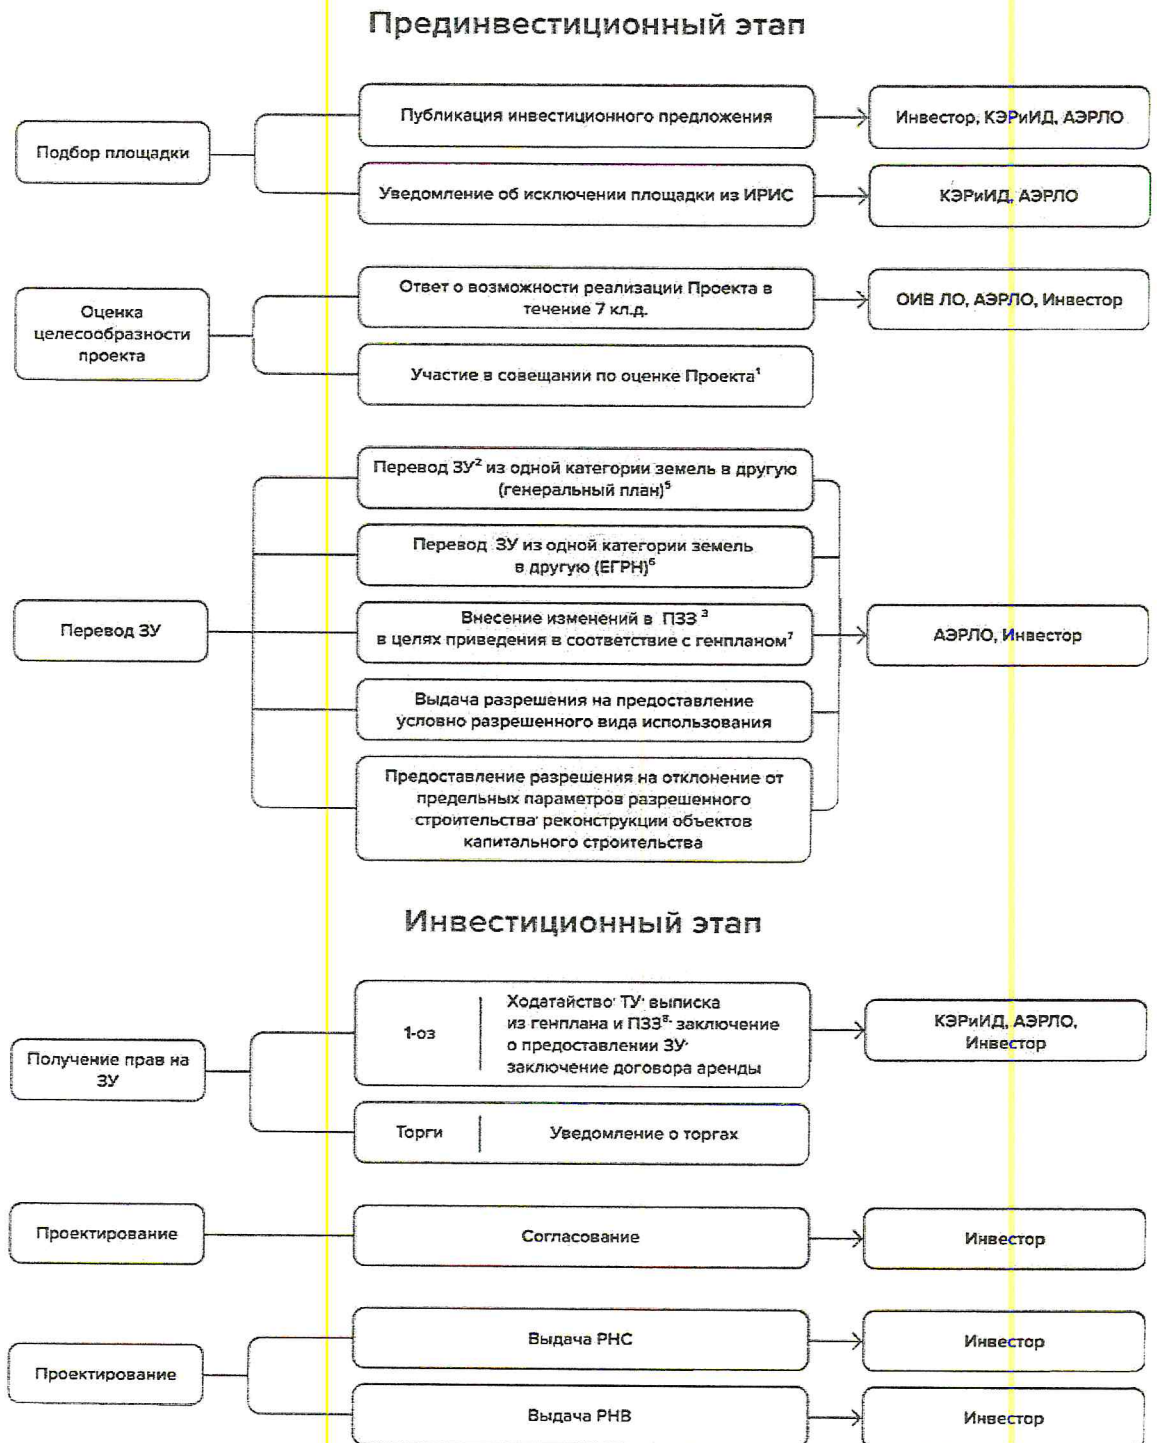 Прединвестиционный этап
Подбор площадки
Публикация инвестиционного предложения
Инвестор, КЭРиИД, АЭРЛО
Уведомление об исключении площадки из ИРИС
КЭРиИД, АЭРЛО
Оценка
целесообразности
проекта
Ответ о возможности реализации Проекта в
течение 7 кл.д.
ОИВ ЛО, АЭРЛО, Инвестор
Участие в совещании по оценке Проекта¹
Перевод ЗУ
Перевод ЗУ² из одной категории земель в другую
(генеральный план)⁵
Перевод ЗУ из одной категории земель
в другую (ЕГРН)⁶
Внесение изменений в ПЗЗ ³
в целях приведения в соответствие с генпланом⁷
Выдача разрешения на предоставление
условно разрешенного вида использования
Предоставление разрешения на отклонение от
предельных параметров разрешенного
строительства· реконструкции объектов
капитального строительства
АЭРЛО, Инвестор
Инвестиционный этап
Получение прав на
ЗУ
1-оз
Ходатайство· ТУ· выписка
из генплана и ПЗЗ⁸· заключение
о предоставлении ЗУ·
заключение договора аренды
КЭРиИД, АЭРЛО,
Инвестор
Торги
Уведомление о торгах
Проектирование
Согласование
Инвестор
Проектирование
Выдача РНС
Инвестор
Выдача РНВ
Инвестор